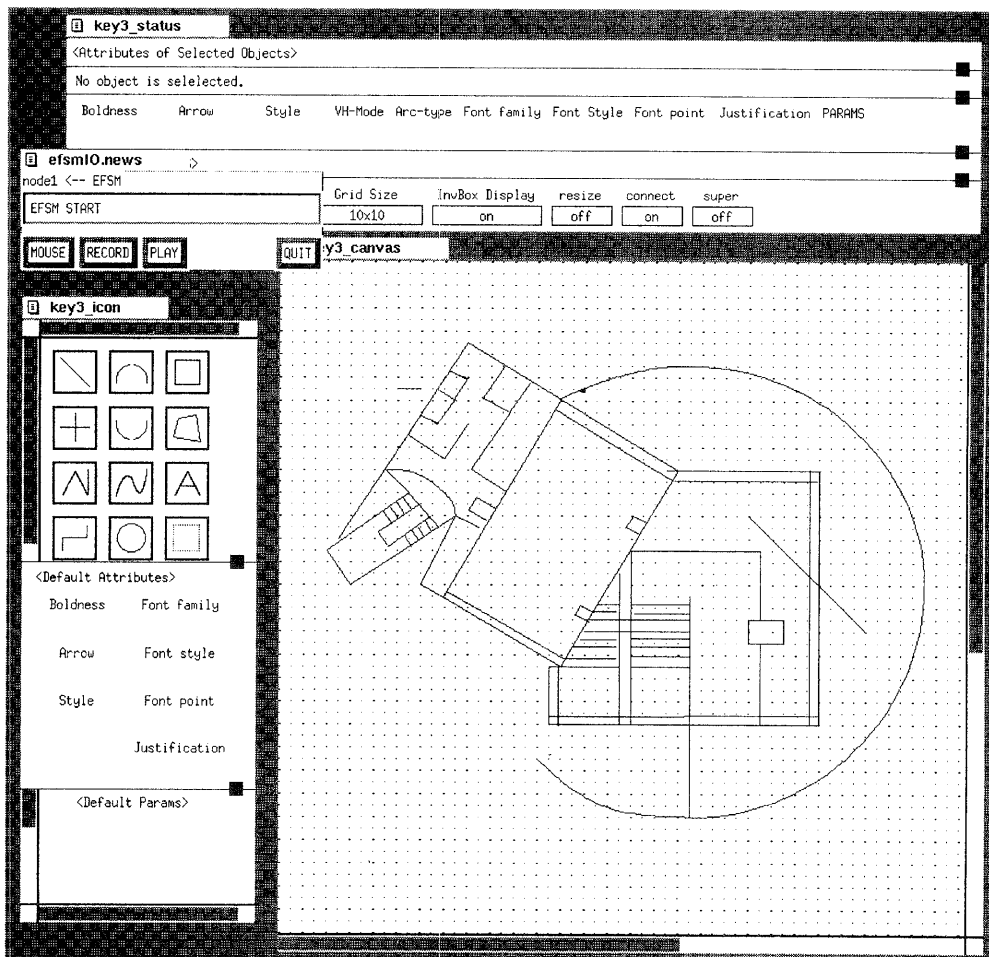 key3_status
<Attributes of Selected Objects>
No object is selelected.
Boldness Arrow Style VH-Mode Arc-type Font family Font Style Font point Justification PARAMS
efsmIO.news
node1 <-- EFSM
EFSM START
Grid Size InvBox Display resize connect super
10x10 on off on off
MOUSE RECORD PLAY QUIT
y3_canvas
key3_icon
<Default Attributes>
Boldness Font family
Arrow Font style
Style Font point
Justification
<Default Params>